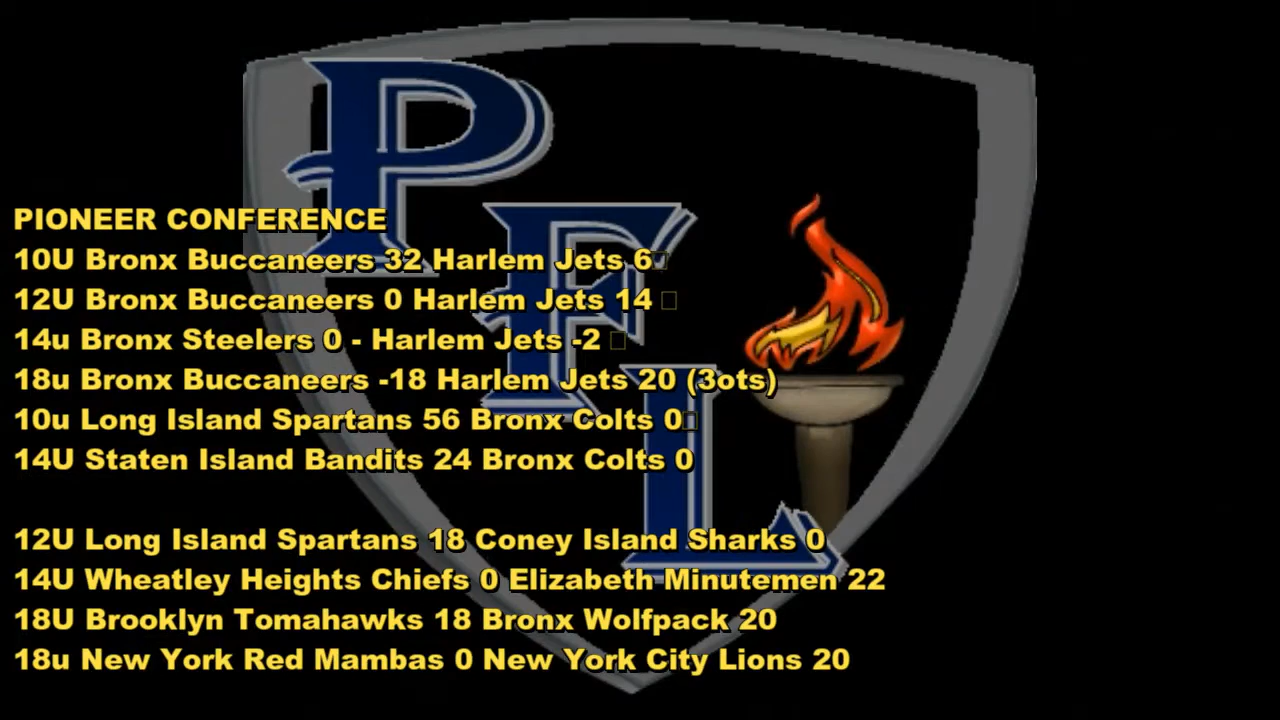 PFL
PIONEER CONFERENCE
10U Bronx Buccaneers 32 Harlem Jets 6
12U Bronx Buccaneers 0 Harlem Jets 14
14u Bronx Steelers 0 - Harlem Jets -2
18u Bronx Buccaneers -18 Harlem Jets 20 (3ots)
10u Long Island Spartans 56 Bronx Colts 0
14U Staten Island Bandits 24 Bronx Colts 0
12U Long Island Spartans 18 Coney Island Sharks 0
14U Wheatley Heights Chiefs 0 Elizabeth Minutemen 22
18U Brooklyn Tomahawks 18 Bronx Wolfpack 20
18u New York Red Mambas 0 New York City Lions 20